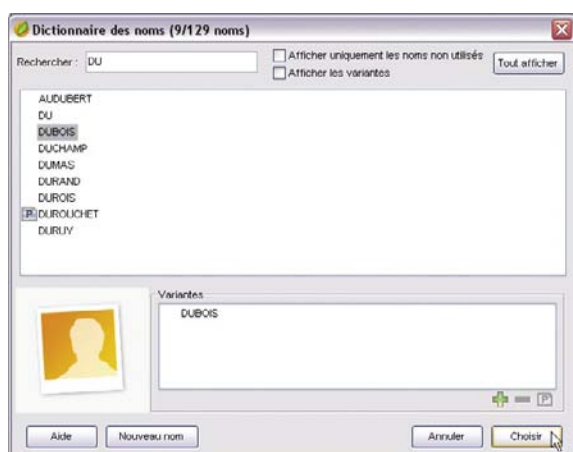 Dictionnaire des noms (9/129 noms)
Rechercher : DU
Afficher uniquement les noms non utilisés
Afficher les variantes
Tout afficher
AUDUBERT
DU
DUBOIS
DUCHAMP
DUMAS
DURAND
DUROIS
P DUROUCHET
DURUY
Variantes
DUBOIS
P
Aide Nouveau nom Annuler Choisir